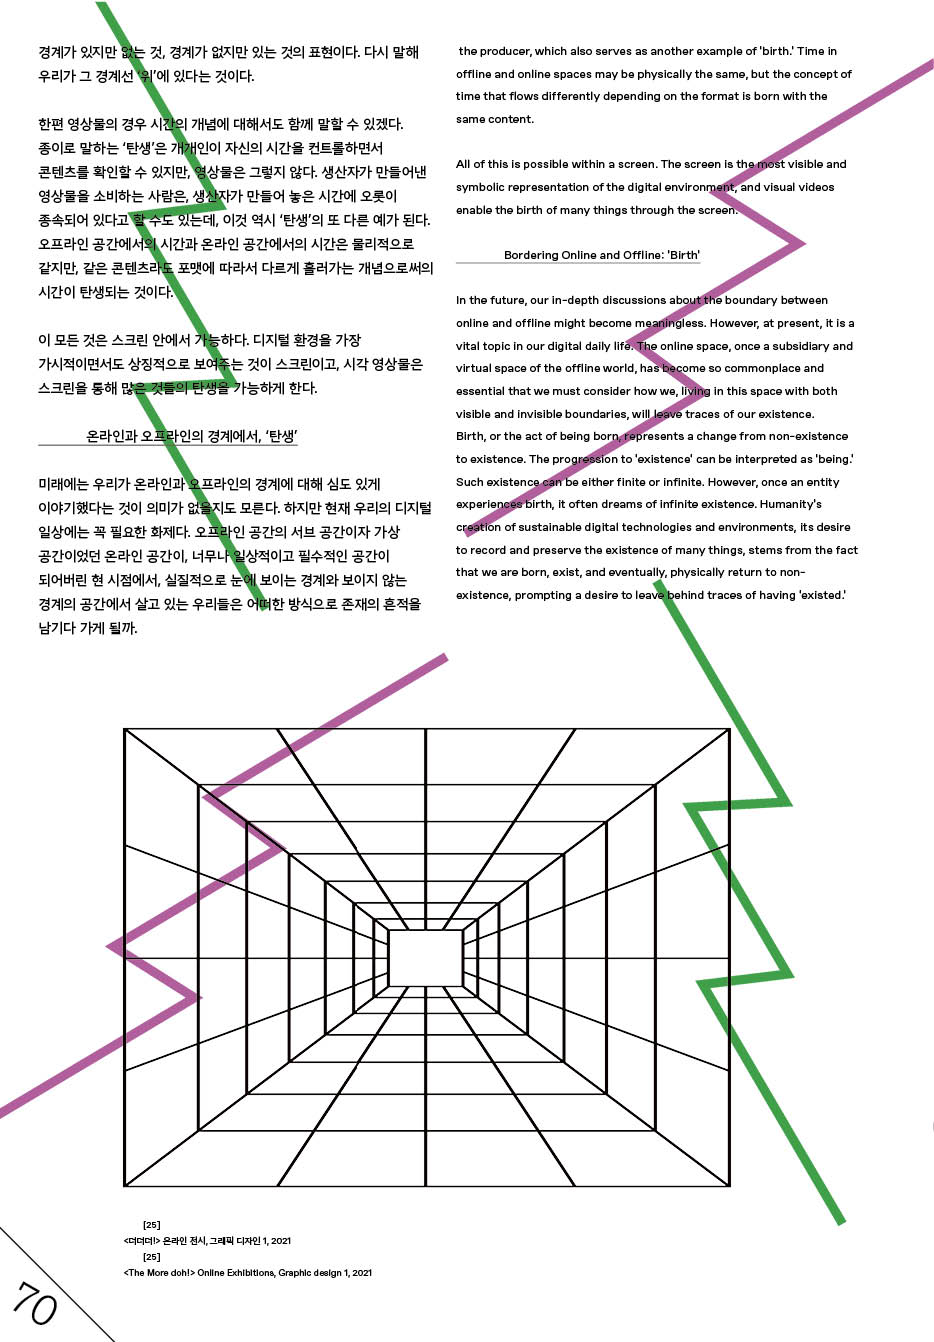 경계가 있지만 없는 것, 경계가 없지만 있는 것의 표현이다. 다시 말해
우리가 그 경계선 ‘위’에 있다는 것이다.
한편 영상물의 경우 시간의 개념에 대해서도 함께 말할 수 있겠다.
종이로 말하는 ‘탄생’은 개개인이 자신의 시간을 컨트롤하면서
콘텐츠를 확인할 수 있지만, 영상물은 그렇지 않다. 생산자가 만들어낸
영상물을 소비하는 사람은, 생산자가 만들어 놓은 시간에 오롯이
종속되어 있다고 할 수도 있는데, 이것 역시 ‘탄생’의 또 다른 예가 된다.
오프라인 공간에서의 시간과 온라인 공간에서의 시간은 물리적으로
같지만, 같은 콘텐츠라도 포맷에 따라서 다르게 흘러가는 개념으로써의
시간이 탄생되는 것이다.
이 모든 것은 스크린 안에서 가능하다. 디지털 환경을 가장
가시적이면서도 상징적으로 보여주는 것이 스크린이고, 시각 영상물은
스크린을 통해 많은 것들의 탄생을 가능하게 한다.
온라인과 오프라인의 경계에서, ‘탄생’
미래에는 우리가 온라인과 오프라인의 경계에 대해 심도 있게
이야기했다는 것이 의미가 없을지도 모른다. 하지만 현재 우리의 디지털
일상에는 꼭 필요한 화제다. 오프라인 공간의 서브 공간이자 가상
공간이었던 온라인 공간이, 너무나 일상적이고 필수적인 공간이
되어버린 현 시점에서, 실질적으로 눈에 보이는 경계와 보이지 않는
경계의 공간에서 살고 있는 우리들은 어떠한 방식으로 존재의 흔적을
남기다 가게 될까.
the producer, which also serves as another example of 'birth.' Time in
offline and online spaces may be physically the same, but the concept of
time that flows differently depending on the format is born with the
same content.
All of this is possible within a screen. The screen is the most visible and
symbolic representation of the digital environment, and visual videos
enable the birth of many things through the screen.
Bordering Online and Offline: 'Birth'
In the future, our in-depth discussions about the boundary between
online and offline might become meaningless. However, at present, it is a
vital topic in our digital daily life. The online space, once a subsidiary and
virtual space of the offline world, has become so commonplace and
essential that we must consider how we, living in this space with both
visible and invisible boundaries, will leave traces of our existence.
Birth, or the act of being born, represents a change from non-existence
to existence. The progression to 'existence' can be interpreted as 'being.'
Such existence can be either finite or infinite. However, once an entity
experiences birth, it often dreams of infinite existence. Humanity's
creation of sustainable digital technologies and environments, its desire
to record and preserve the existence of many things, stems from the fact
that we are born, exist, and eventually, physically return to non-
existence, prompting a desire to leave behind traces of having 'existed.'
[25]
<더더더!> 온라인 전시, 그래픽 디자인 1, 2021
[25]
<The More doh!> Online Exhibitions, Graphic design 1, 2021
70